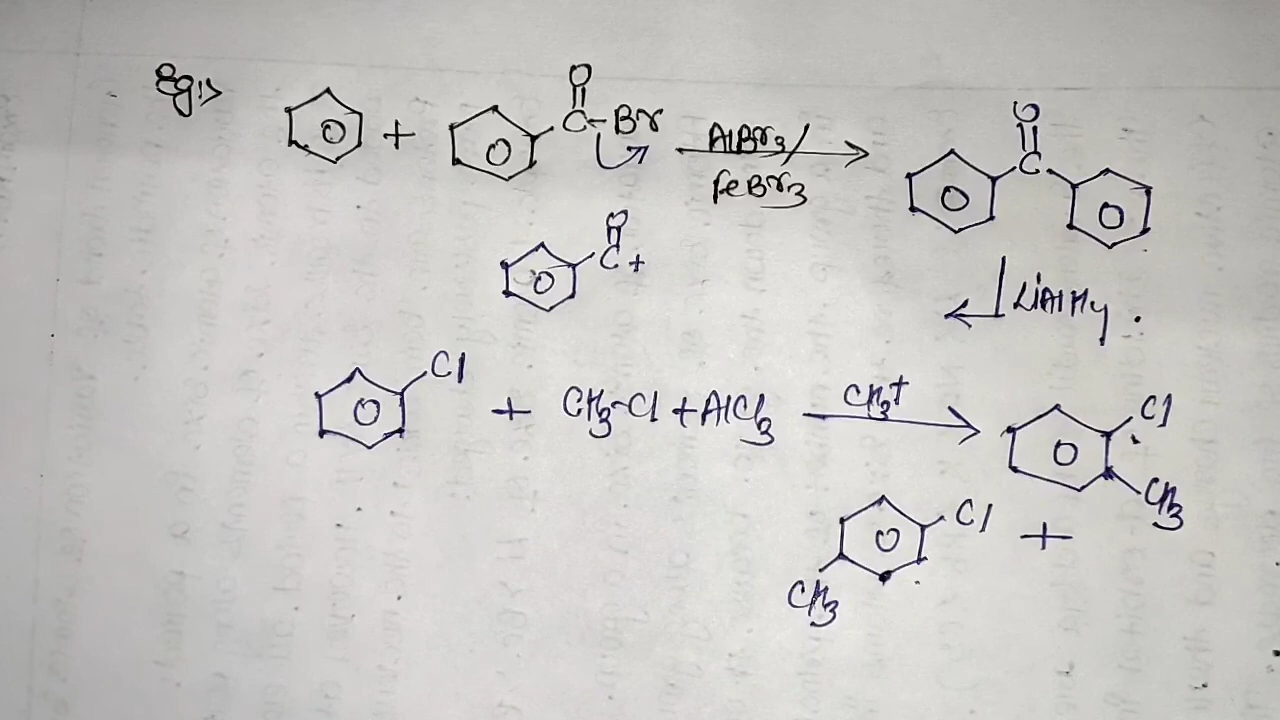 Eg:>
O
O
+
C-Br
AlBr3/
FeBr3
O
C
O
O
O
O
C+
LiAlH4.
Cl
O
+ CH3-Cl + AlCl3
CH3+
Cl
O
CH3
Cl
O
+
CH3